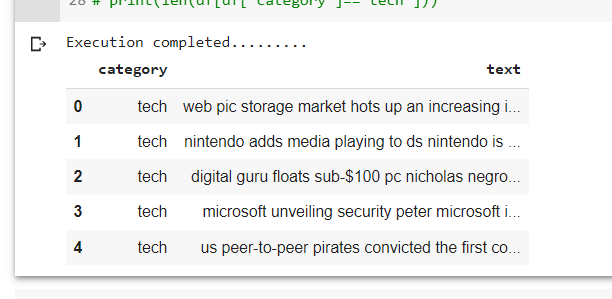 28 # print(len(df[df['category']=='tech']))
Execution completed.........
category text
0 tech web pic storage market hots up an increasing i...
1 tech nintendo adds media playing to ds nintendo is ...
2 tech digital guru floats sub-$100 pc nicholas negro...
3 tech microsoft unveiling security peter microsoft i...
4 tech us peer-to-peer pirates convicted the first co...